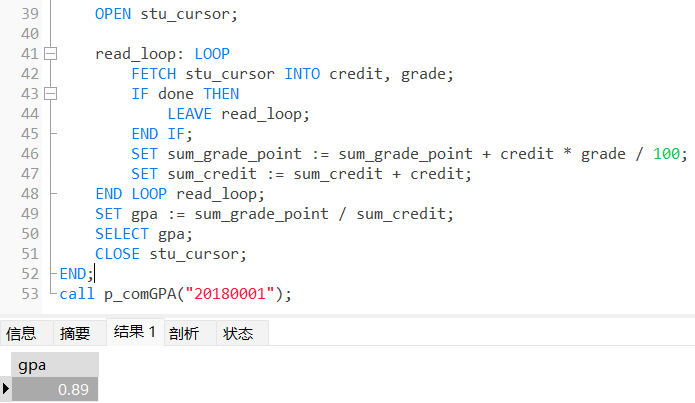 39 OPEN stu_cursor;
40
41 read_loop: LOOP
42 FETCH stu_cursor INTO credit, grade;
43 IF done THEN
44 LEAVE read_loop;
45 END IF;
46 SET sum_grade_point := sum_grade_point + credit * grade / 100;
47 SET sum_credit := sum_credit + credit;
48 END LOOP read_loop;
49 SET gpa := sum_grade_point / sum_credit;
50 SELECT gpa;
51 CLOSE stu_cursor;
52 END;
53 call p_comGPA("20180001");
信息 摘要 结果 1 剖析 状态
gpa
0.89